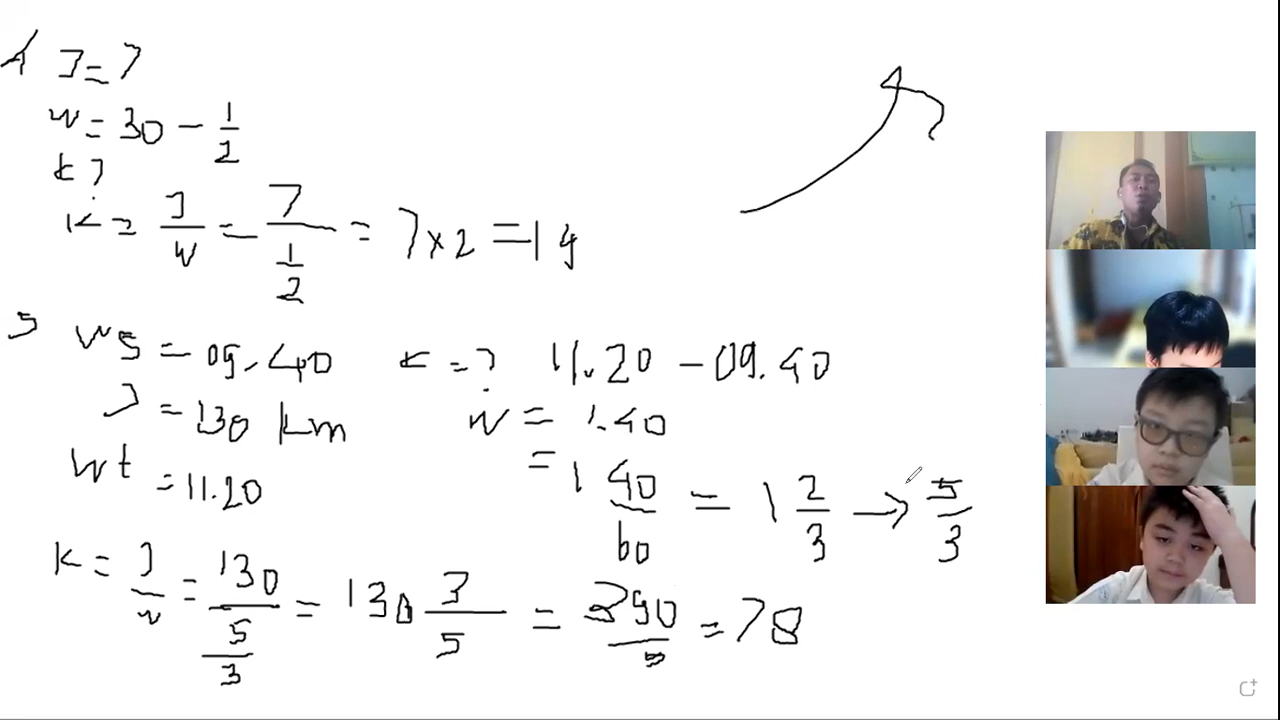 4 J = 7
W = 30 - 1/2
K?
K = J/W = 7/(1/2) = 7 x 2 = 14
5 WS = 09.40 K = ? 11.20 - 09.40
J = 130 Km W = 1.40
Wt = 11.20 = 1 40/60 = 1 2/3 → 5/3
K = J/W = 130/(5/3) = 130 3/5 = 390/5 = 78